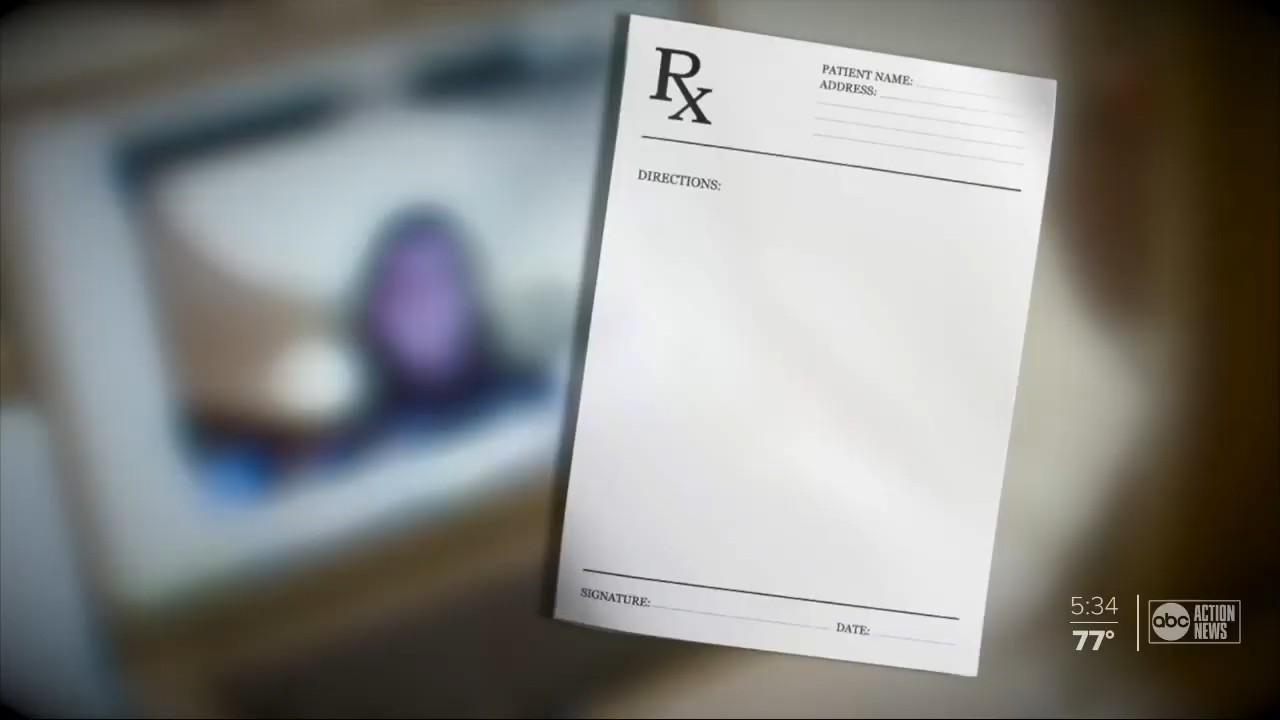 Rx
PATIENT NAME:
ADDRESS:
DIRECTIONS:
SIGNATURE:
DATE:
5:34
77°
abc ACTION NEWS